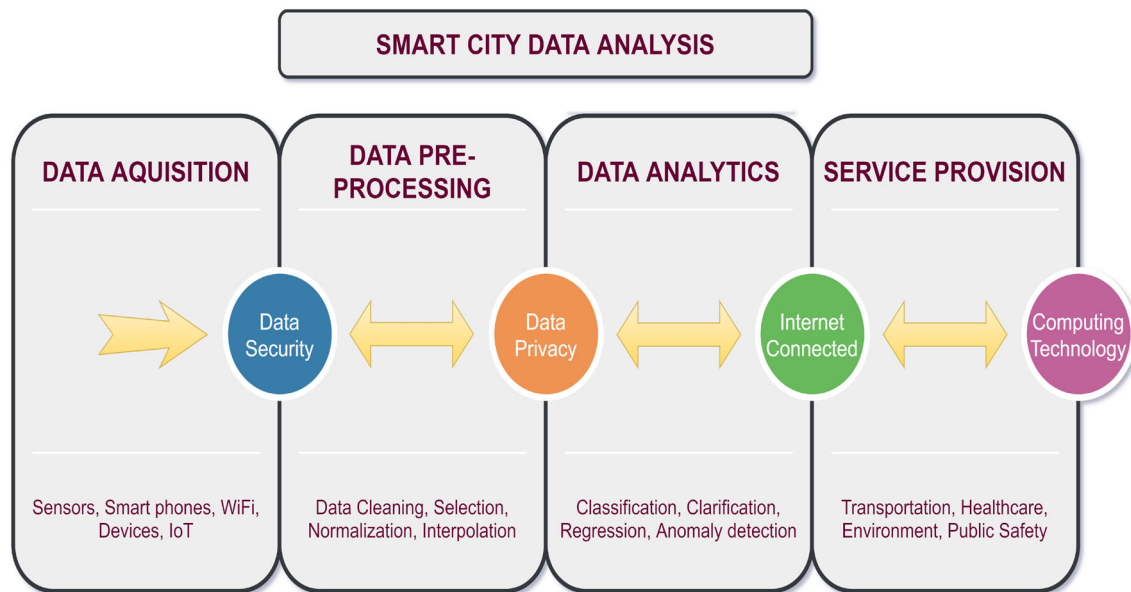 SMART CITY DATA ANALYSIS
DATA AQUISITION
DATA PRE-
PROCESSING
DATA ANALYTICS
SERVICE PROVISION
Data
Security
Data
Privacy
Internet
Connected
Computing
Technology
Sensors, Smart phones, WiFi,
Devices, IoT
Data Cleaning, Selection,
Normalization, Interpolation
Classification, Clarification,
Regression, Anomaly detection
Transportation, Healthcare,
Environment, Public Safety